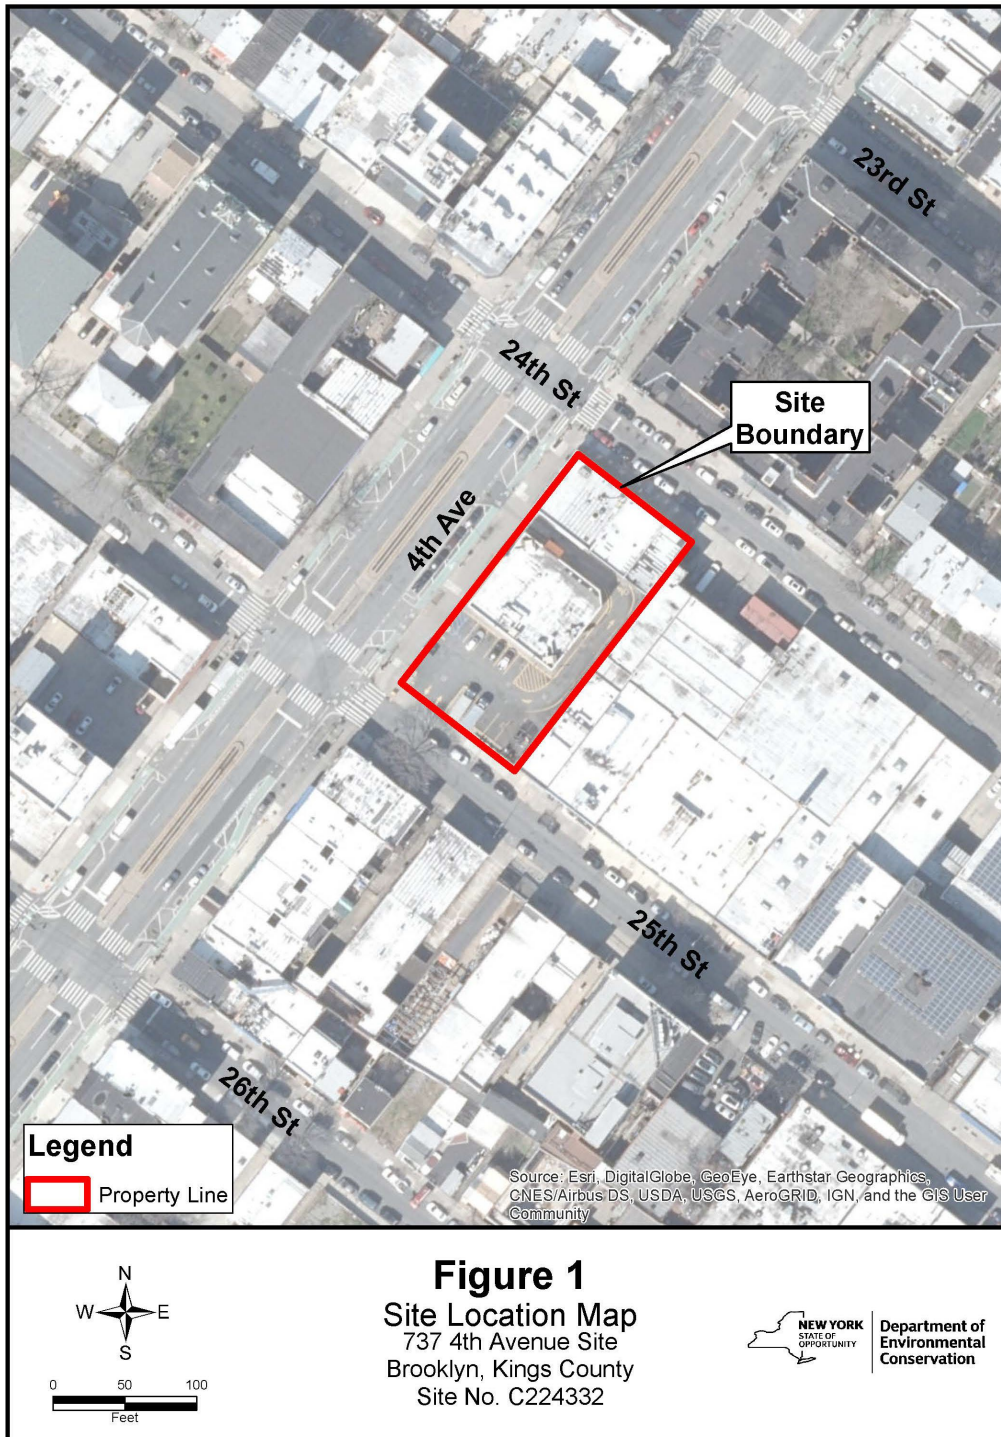 23rd St
24th St
Site
Boundary
4th Ave
25th St
26th St
Legend
Property Line
Source: Esri, DigitalGlobe, GeoEye, Earthstar Geographics,
CNES/Airbus DS, USDA, USGS, AeroGRID, IGN, and the GIS User
Community
N
W E
S
0 50 100
Feet
Figure 1
Site Location Map
737 4th Avenue Site
Brooklyn, Kings County
Site No. C224332
NEW YORK
STATE OF
OPPORTUNITY
Department of
Environmental
Conservation